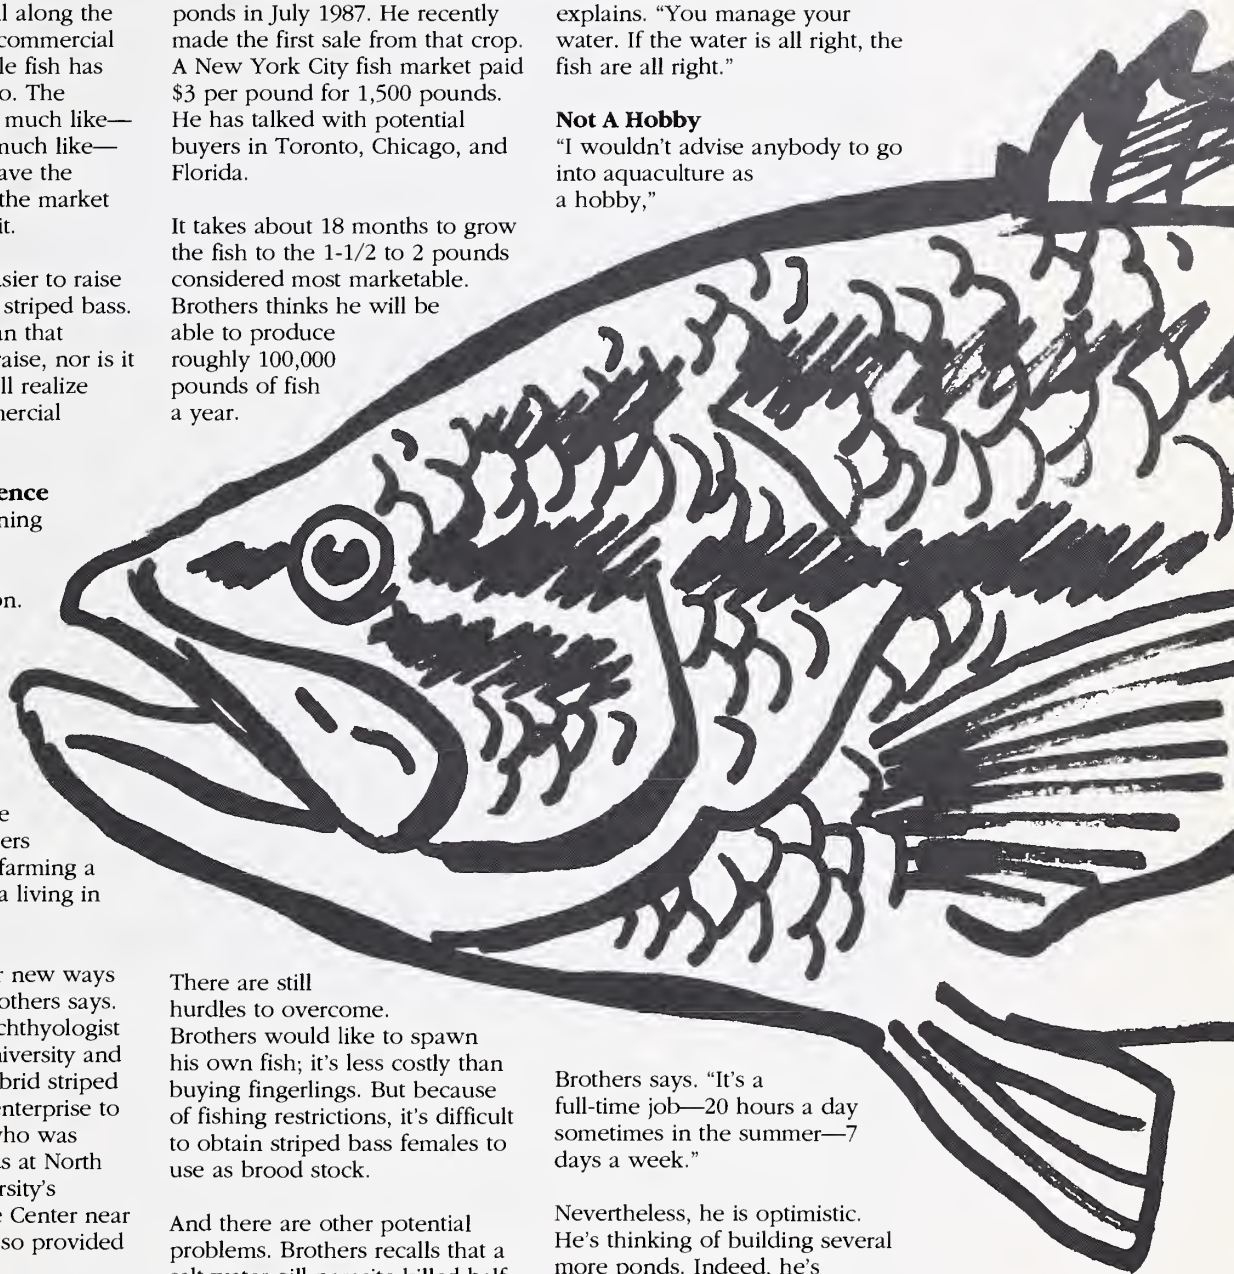 l along the
commercial
le fish has
o. The
much like—
nuch like—
ave the
the market
it.
sier to raise
striped bass.
an that
raise, nor is it
ll realize
nercial
ence
ning
on.
e
ers
farming a
a living in
r new ways
others says.
chthyologist
niversity and
brid striped
enterprise to
who was
s at North
rsity's
e Center near
so provided
ponds in July 1987. He recently
made the first sale from that crop.
A New York City fish market paid
$3 per pound for 1,500 pounds.
He has talked with potential
buyers in Toronto, Chicago, and
Florida.
It takes about 18 months to grow
the fish to the 1-1/2 to 2 pounds
considered most marketable.
Brothers thinks he will be
able to produce
roughly 100,000
pounds of fish
a year.
There are still
hurdles to overcome.
Brothers would like to spawn
his own fish; it's less costly than
buying fingerlings. But because
of fishing restrictions, it's difficult
to obtain striped bass females to
use as brood stock.
And there are other potential
problems. Brothers recalls that a
explains. “You manage your
water. If the water is all right, the
fish are all right.”
Not A Hobby
“I wouldn't advise anybody to go
into aquaculture as
a hobby,”
Brothers says. “It's a
full-time job—20 hours a day
sometimes in the summer—7
days a week.”
Nevertheless, he is optimistic.
He's thinking of building several
more ponds. Indeed, he's